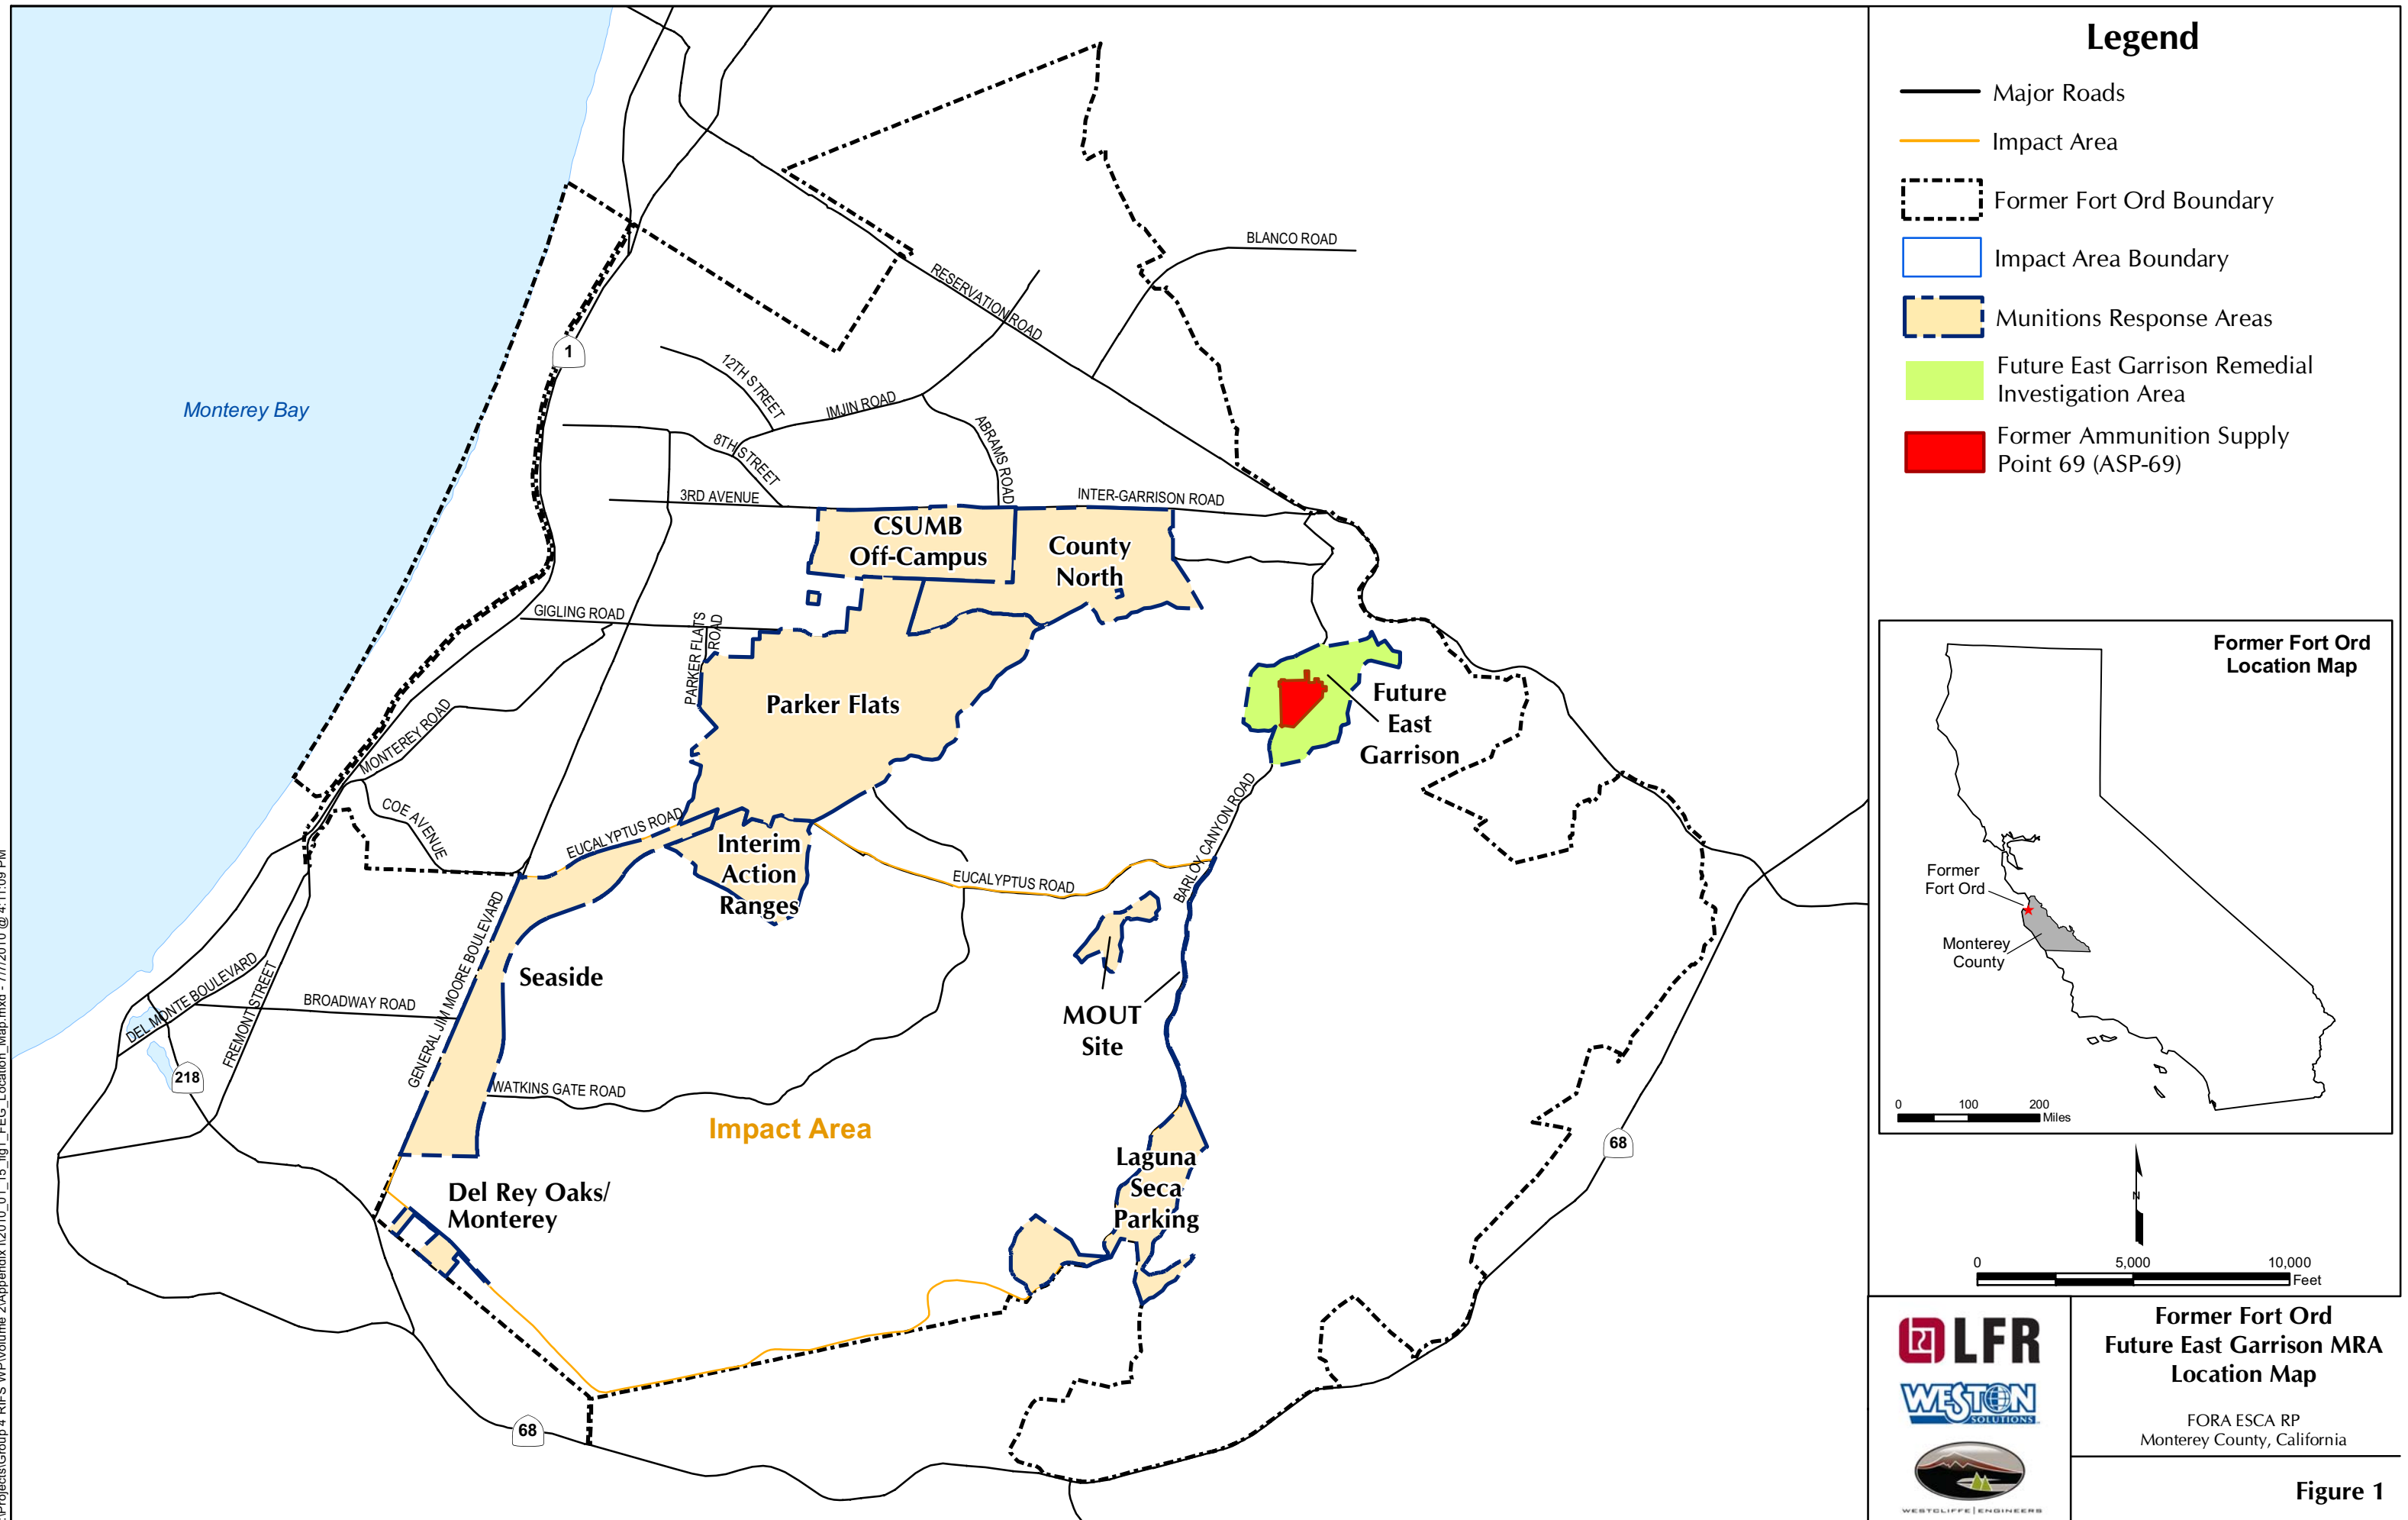 Legend
Major Roads
Impact Area
Former Fort Ord Boundary
Impact Area Boundary
Munitions Response Areas
Future East Garrison Remedial
Investigation Area
Former Ammunition Supply
Point 69 (ASP-69)
Former Fort Ord
Location Map
Former
Fort Ord
Monterey
County
0 100 200
Miles
N
0 5,000 10,000
Feet
LFR
WESTON
SOLUTIONS
WESTCLIFFE | ENGINEERS
Former Fort Ord
Future East Garrison MRA
Location Map
FORA ESCA RP
Monterey County, California
Figure 1
Monterey Bay
1
BLANCO ROAD
RESERVATION ROAD
12TH STREET
IMJIN ROAD
8TH STREET
ABRAMS ROAD
3RD AVENUE
INTER-GARRISON ROAD
CSUMB
Off-Campus
County
North
GIGLING ROAD
PARKER FLATS
ROAD
Parker Flats
Future
East
Garrison
MONTEREY ROAD
COE AVENUE
EUCALYPTUS ROAD
Interim
Action
Ranges
EUCALYPTUS ROAD
BARLOY CANYON ROAD
GENERAL JIM MOORE BOULEVARD
Seaside
DEL MONTE BOULEVARD
FREMONT STREET
BROADWAY ROAD
MOUT
Site
218
WATKINS GATE ROAD
Impact Area
68
Laguna
Seca
Parking
Del Rey Oaks/
Monterey
68